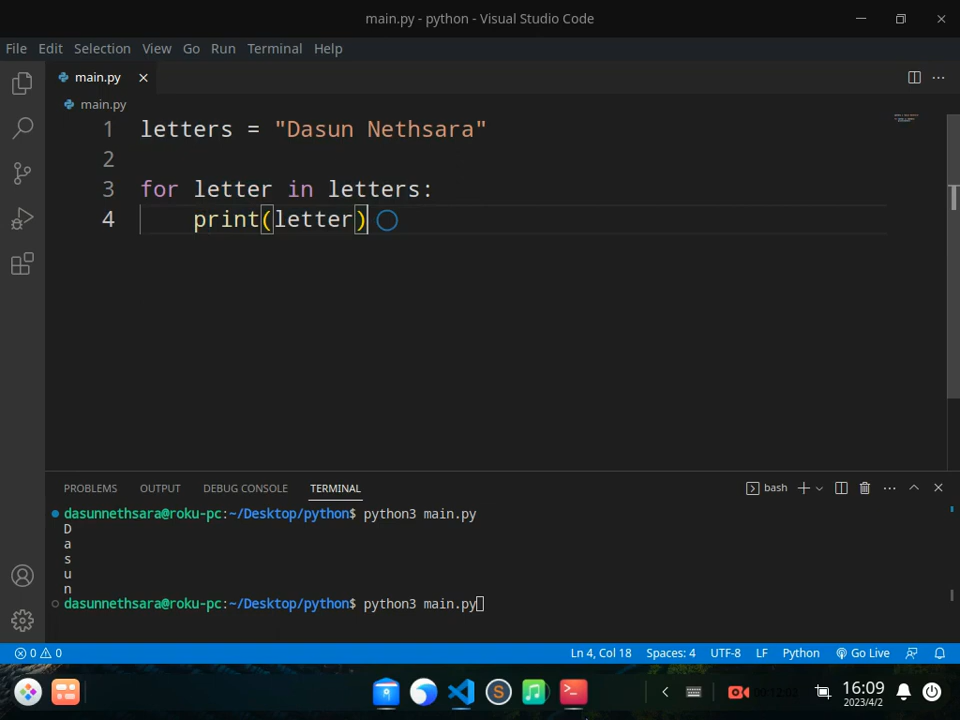 main.py - python - Visual Studio Code
File Edit Selection View Go Run Terminal Help
main.py
main.py
1 letters = "Dasun Nethsara"
2
3 for letter in letters:
4     print(letter)
PROBLEMS OUTPUT DEBUG CONSOLE TERMINAL
bash
dasunnethsara@roku-pc:~/Desktop/python$ python3 main.py
D
a
s
u
n
dasunnethsara@roku-pc:~/Desktop/python$ python3 main.py
0 0 Ln 4, Col 18 Spaces: 4 UTF-8 LF Python Go Live
16:09
2023/4/2